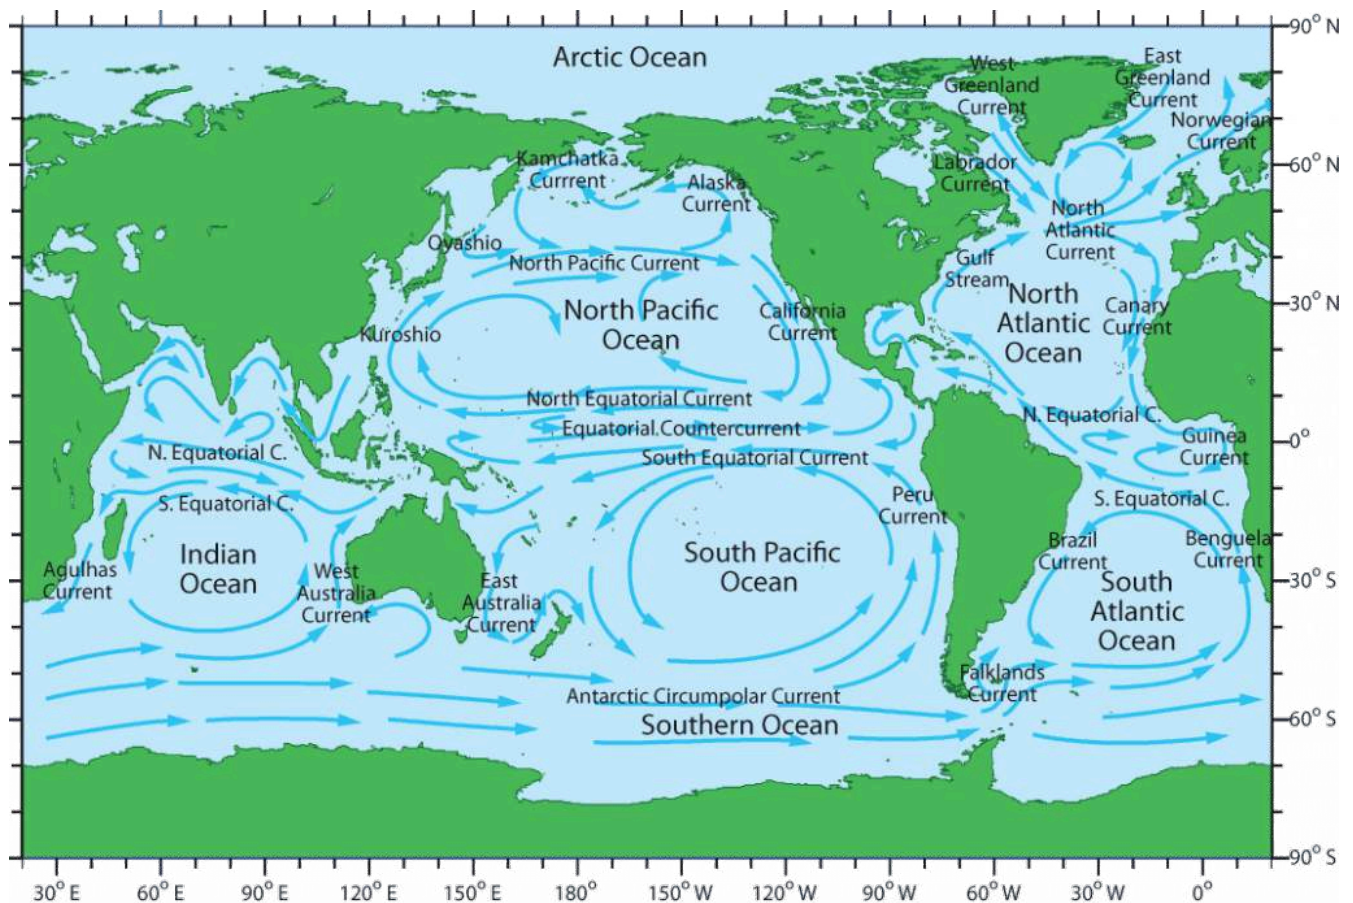 90° N
Arctic Ocean
West
Greenland
Current
East
Greenland
Current
Norwegian
Current
Kamchatka
Currrent
Alaska
Current
Labrador
Current
60° N
North
Atlantic
Current
Oyashio
North Pacific Current
Gulf
Stream
North Pacific
Ocean
California
Current
North
Atlantic
Ocean
Canary
Current
30° N
Kuroshio
North Equatorial Current
Equatorial Countercurrent
South Equatorial Current
N. Equatorial C.
N. Equatorial C.
Guinea
Current
0°
S. Equatorial C.
Peru
Current
S. Equatorial C.
Indian
Ocean
South Pacific
Ocean
Brazil
Current
Benguela
Current
Agulhas
Current
West
Australia
Current
East
Australia
Current
South
Atlantic
Ocean
30° S
Falklands
Current
Antarctic Circumpolar Current
Southern Ocean
60° S
90° S
30° E 60° E 90° E 120° E 150° E 180° 150° W 120° W 90° W 60° W 30° W 0°